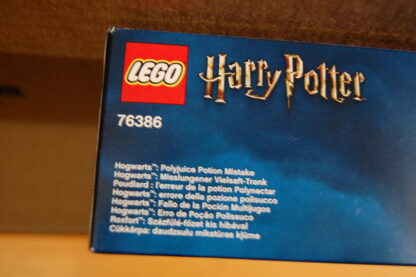 LEGO
Harry Potter
76386
Hogwarts™: Polyjuice Potion Mistake
Hogwarts™: Misslungener Vielsaft-Trank
Poudlard : l'erreur de la potion Polynectar
Hogwarts™: errore della pozione polisucco
Hogwarts™: Fallo de la Poción Multijugos
Hogwarts™: Erro de Poção Polissuco
Roxfort™: Százfűlé-főzet kis hibával
Cūkkārpa: daudzsulu mikstūras kļūme